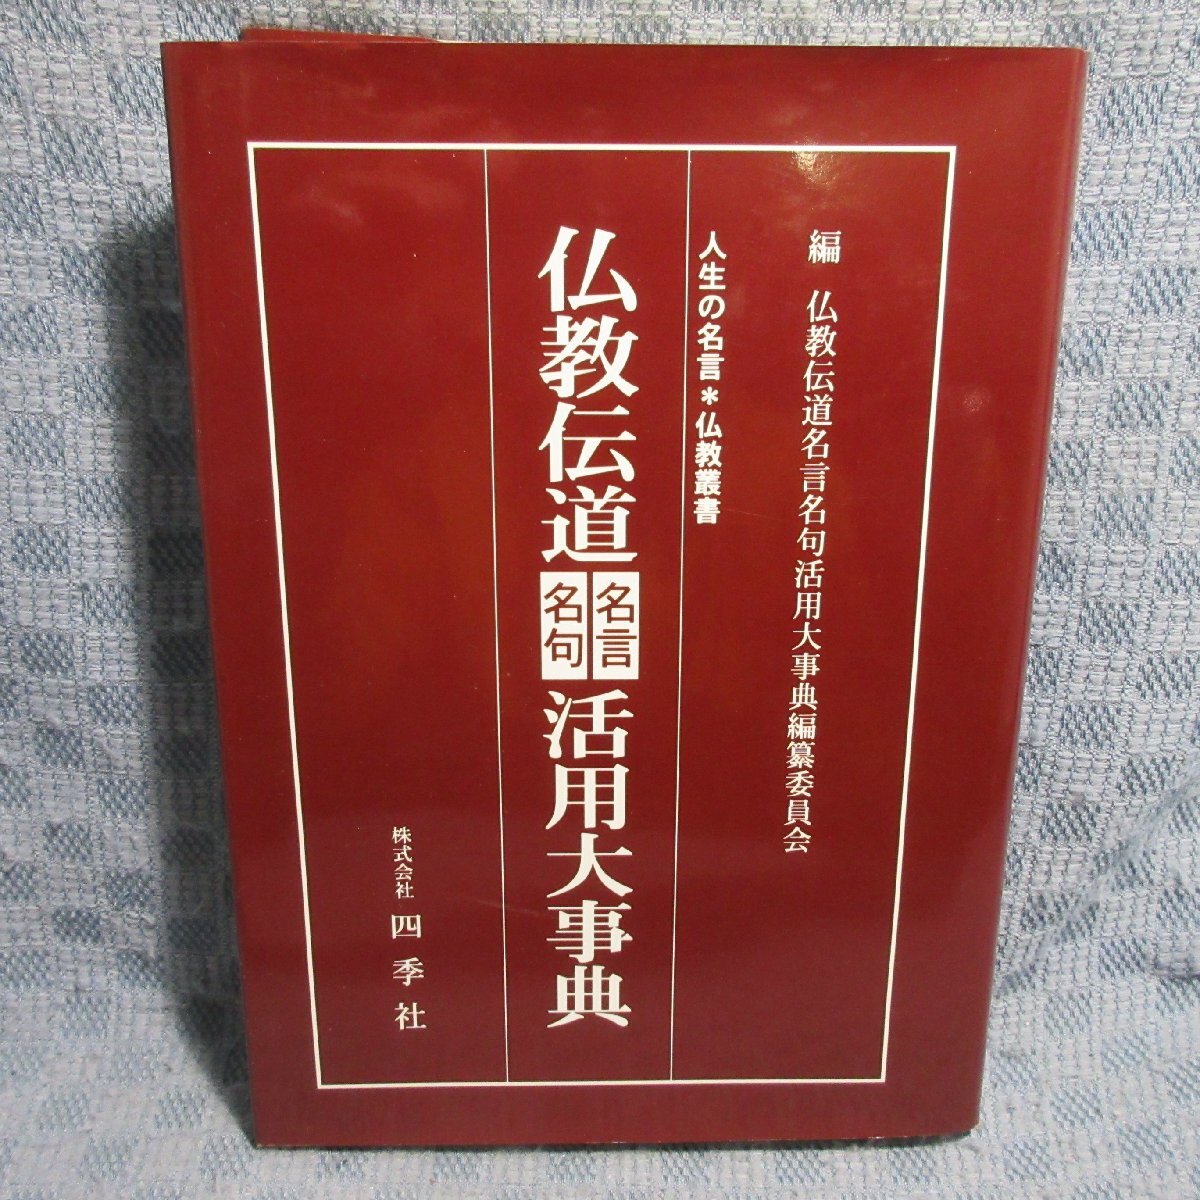 編 仏教伝道名言名句活用大事典編纂委員会
人生の名言＊仏教叢書
仏教伝道名言名句活用大事典
株式会社 四季社